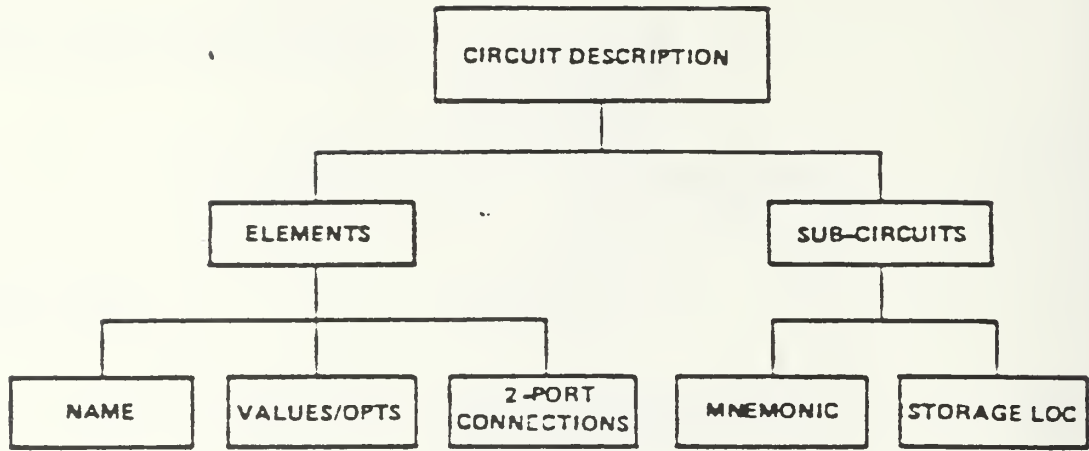 CIRCUIT DESCRIPTION
ELEMENTS
SUB-CIRCUITS
NAME
VALUES/OPTS
2-PORT
CONNECTIONS
MNEMONIC
STORAGE LOC